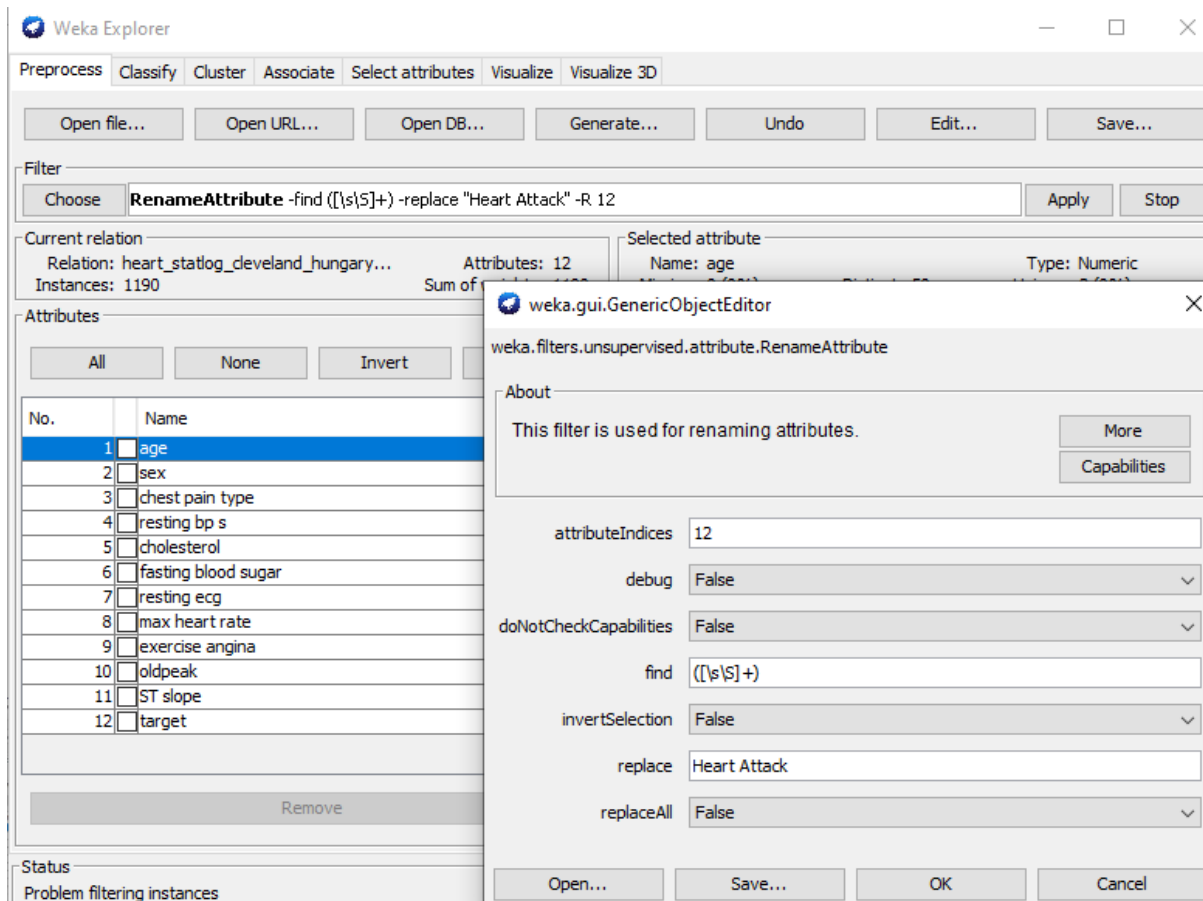 Weka Explorer
Preprocess Classify Cluster Associate Select attributes Visualize Visualize 3D
Open file... Open URL... Open DB... Generate... Undo Edit... Save...
Filter
Choose RenameAttribute -find ([\s\S]+) -replace "Heart Attack" -R 12 Apply Stop
Current relation
Relation: heart_statlog_cleveland_hungary... Attributes: 12
Instances: 1190 Sum of
Selected attribute
Name: age Type: Numeric
Attributes
All None Invert
No. Name
1 age
2 sex
3 chest pain type
4 resting bp s
5 cholesterol
6 fasting blood sugar
7 resting ecg
8 max heart rate
9 exercise angina
10 oldpeak
11 ST slope
12 target
Remove
Status
Problem filtering instances
weka.gui.GenericObjectEditor
weka.filters.unsupervised.attribute.RenameAttribute
About
This filter is used for renaming attributes.
More
Capabilities
attributeIndices 12
debug False
doNotCheckCapabilities False
find ([\s\S]+)
invertSelection False
replace Heart Attack
replaceAll False
Open... Save... OK Cancel